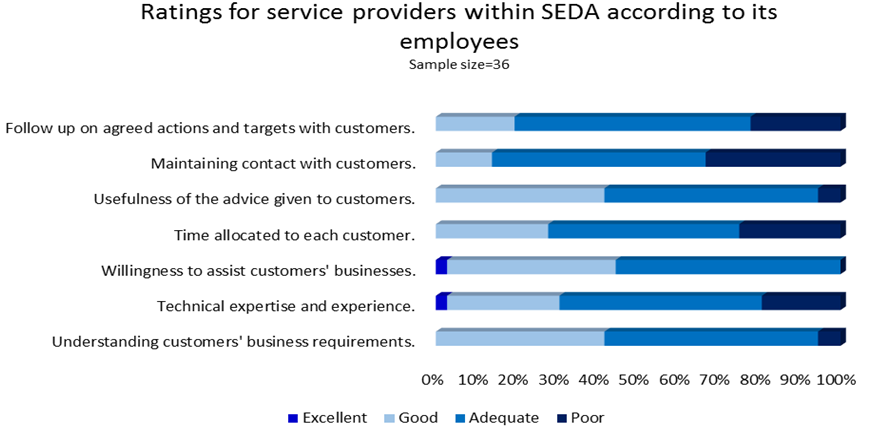 Ratings for service providers within SEDA according to its
employees
Sample size=36
Follow up on agreed actions and targets with customers.
Maintaining contact with customers.
Usefulness of the advice given to customers.
Time allocated to each customer.
Willingness to assist customers' businesses.
Technical expertise and experience.
Understanding customers' business requirements.
0% 10% 20% 30% 40% 50% 60% 70% 80% 90% 100%
Excellent Good Adequate Poor